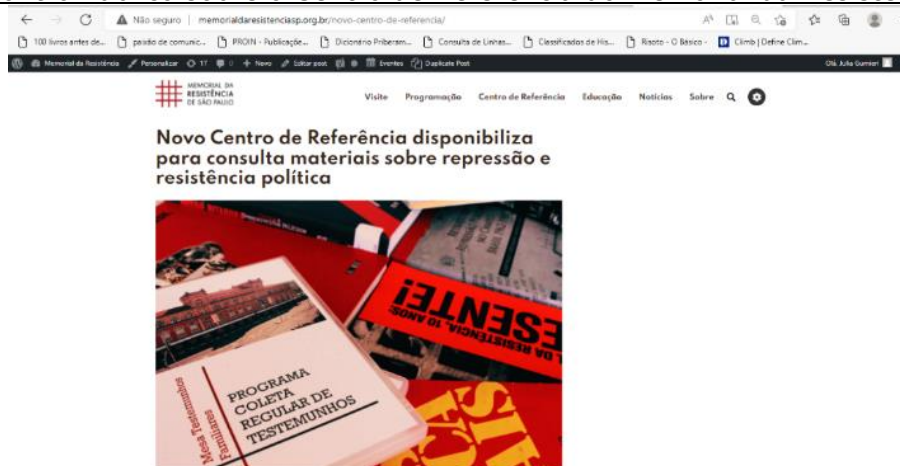 Não seguro | memorialdaresistenciasp.org.br/novo-centro-de-referencia/
100 livros antes de... paixão de comunic... PROIN - Publicaçõe... Dicionário Priberam... Consulta de Linhas... Classificados de His... Risoto - O Básico - Climb | Define Clim...
Memorial da Resistência Personalizar 17 0 Novo Editar post Eventos Duplicate Post Olá, Julia Gumieri
MEMORIAL DA
RESISTÊNCIA
DE SÃO PAULO
Visite Programação Centro de Referência Educação Notícias Sobre
Novo Centro de Referência disponibiliza
para consulta materiais sobre repressão e
resistência política
ESENTE!
DA RESISTÊNCIA, 10 ANOS:
PROGRAMA
COLETA
REGULAR DE
TESTEMUNHOS
Mesa Testemunhos
Familiares